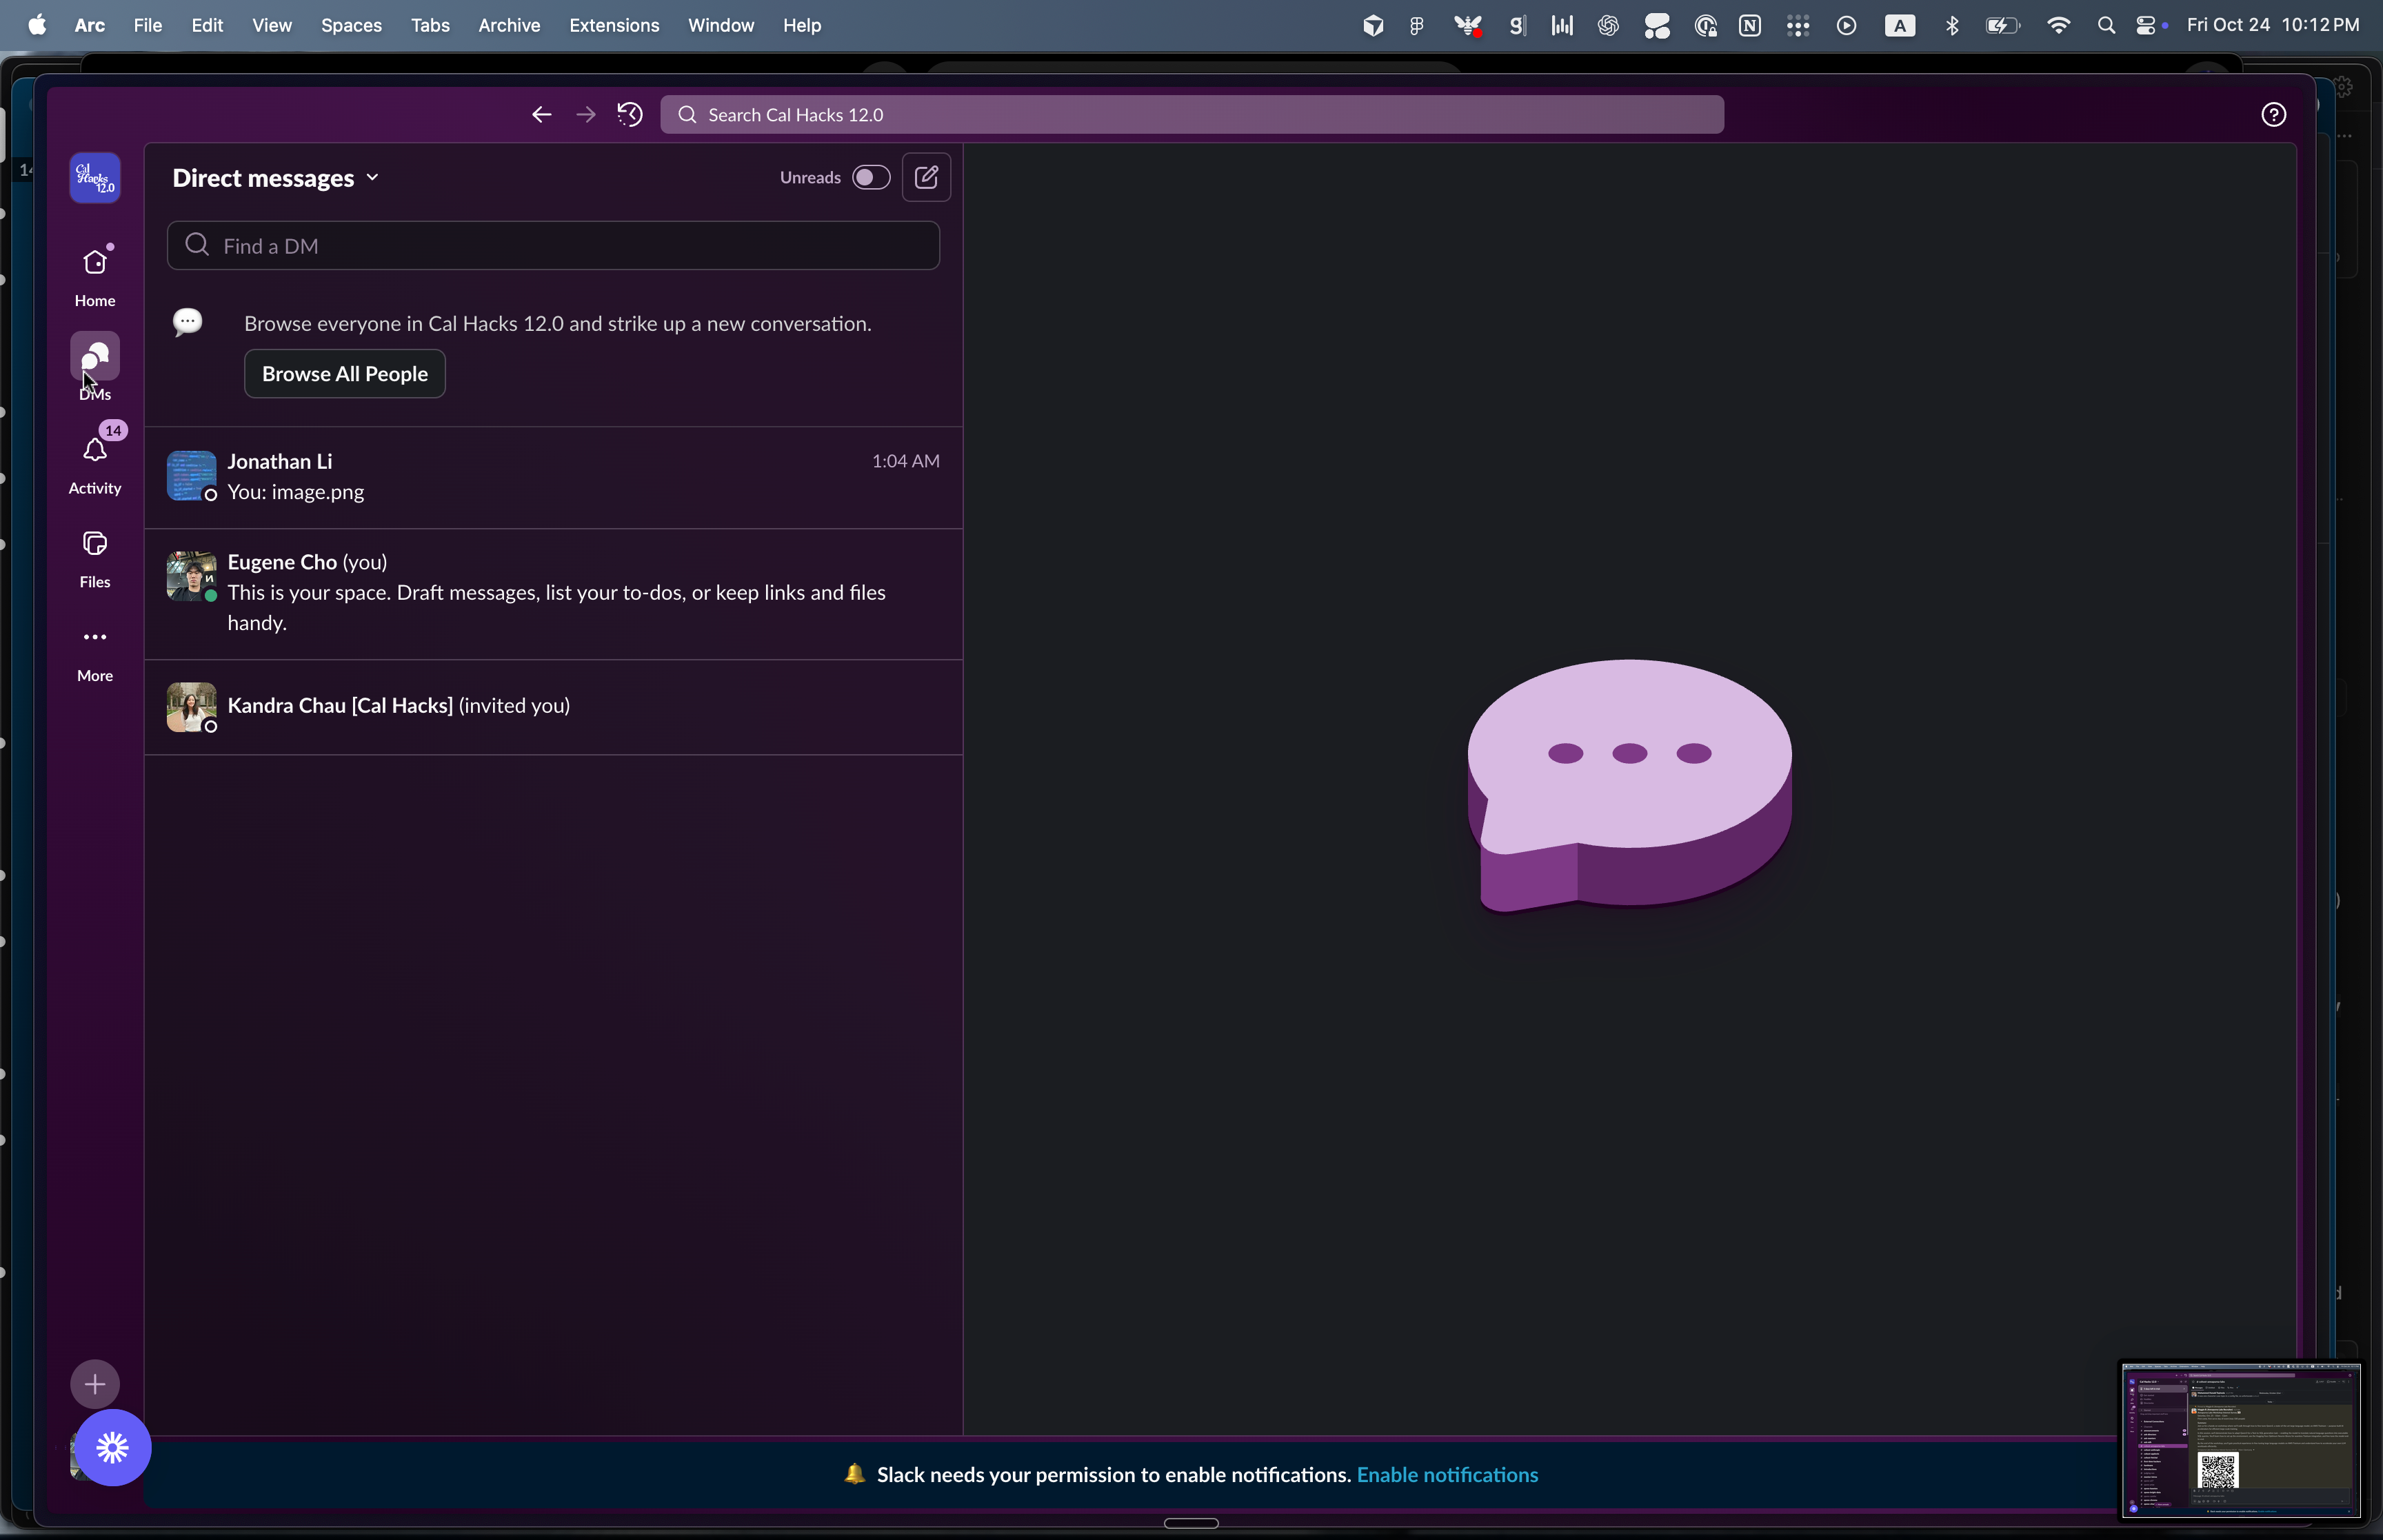 Arc File Edit View Spaces Tabs Archive Extensions Window Help
A
Fri Oct 24 10:12 PM
Search Cal Hacks 12.0
Cal Hacks 12.0
Home
DMs
14
Activity
Files
More
Direct messages
Unreads
Find a DM
Browse everyone in Cal Hacks 12.0 and strike up a new conversation.
Browse All People
Jonathan Li
1:04 AM
You: image.png
Eugene Cho (you)
This is your space. Draft messages, list your to-dos, or keep links and files
handy.
Kandra Chau [Cal Hacks] (invited you)
Slack needs your permission to enable notifications. Enable notifications